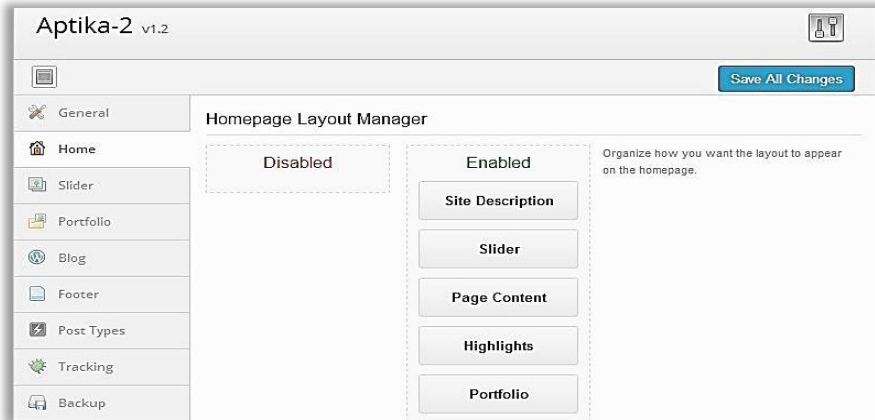 Aptika-2 v1.2
Save All Changes
General
Home
Slider
Portfolio
Blog
Footer
Post Types
Tracking
Backup
Homepage Layout Manager
Disabled
Enabled
Site Description
Slider
Page Content
Highlights
Portfolio
Organize how you want the layout to appear
on the homepage.